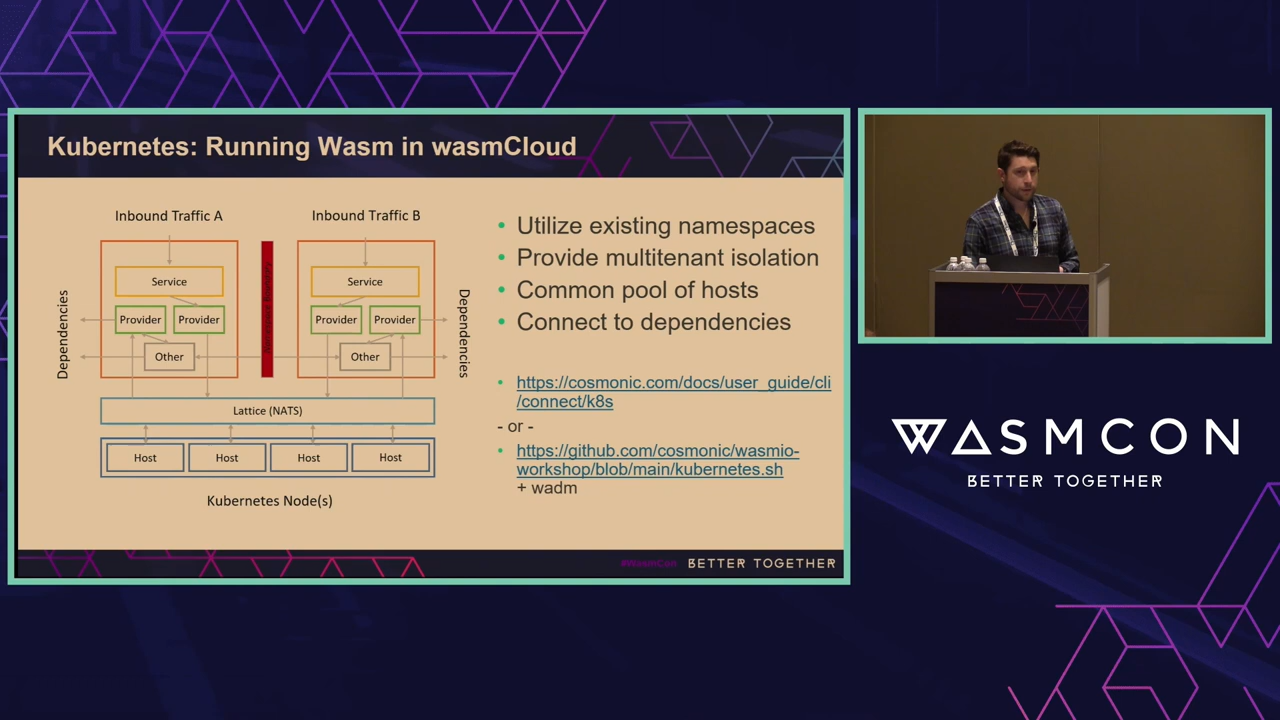 Kubernetes: Running Wasm in wasmCloud
Inbound Traffic A
Inbound Traffic B
Service
Service
Provider
Provider
Provider
Provider
Other
Other
Dependencies
Dependencies
Lattice (NATS)
Host
Host
Host
Host
Kubernetes Node(s)
• Utilize existing namespaces
• Provide multitenant isolation
• Common pool of hosts
• Connect to dependencies
• https://cosmonic.com/docs/user_guide/cli
/connect/k8s
- or -
• https://github.com/cosmonic/wasmio-
workshop/blob/main/kubernetes.sh
+ wadm
#WasmCon
BETTER TOGETHER
WASMCON
BETTER TOGETHER